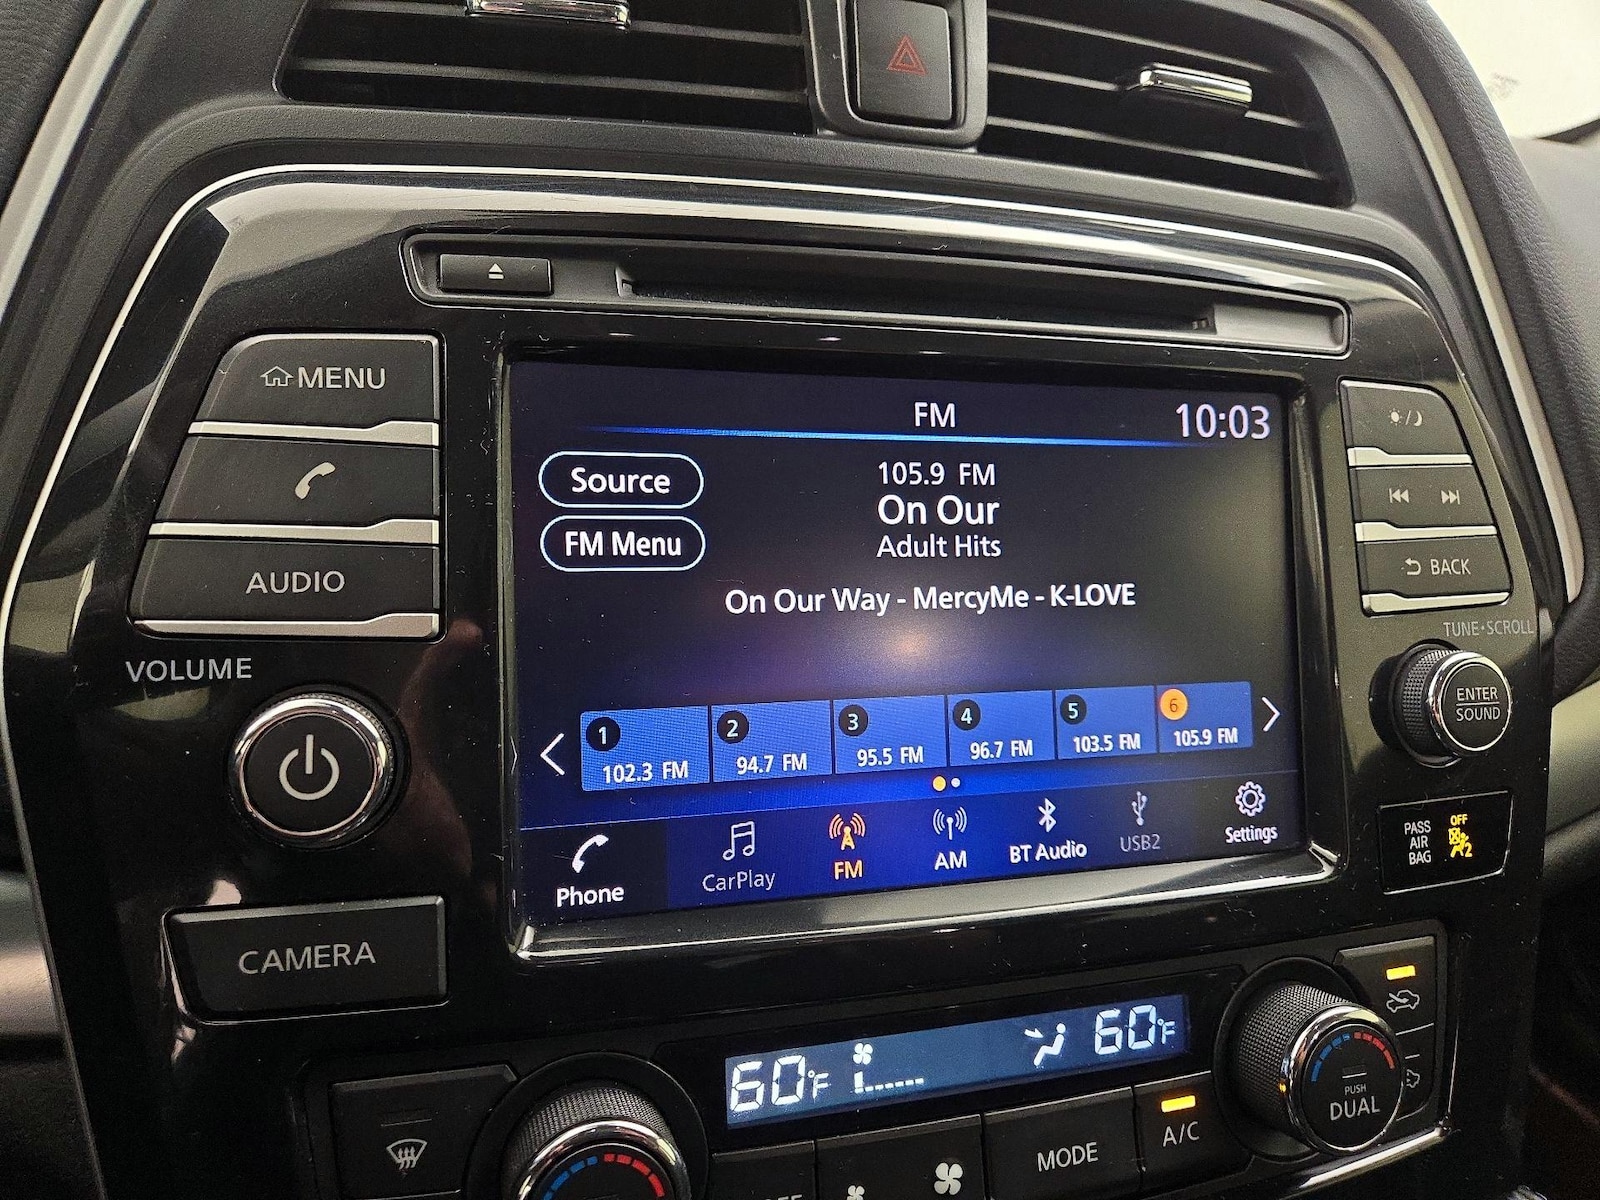 MENU
AUDIO
VOLUME
CAMERA
FM
10:03
Source
FM Menu
105.9 FM
On Our
Adult Hits
On Our Way - MercyMe - K-LOVE
1
102.3 FM
2
94.7 FM
3
95.5 FM
4
96.7 FM
5
103.5 FM
6
105.9 FM
Phone
CarPlay
FM
AM
BT Audio
USB2
Settings
BACK
TUNE•SCROLL
ENTER
SOUND
PASS
AIR
BAG
OFF
2
60°F
60°F
PUSH
DUAL
MODE
A/C